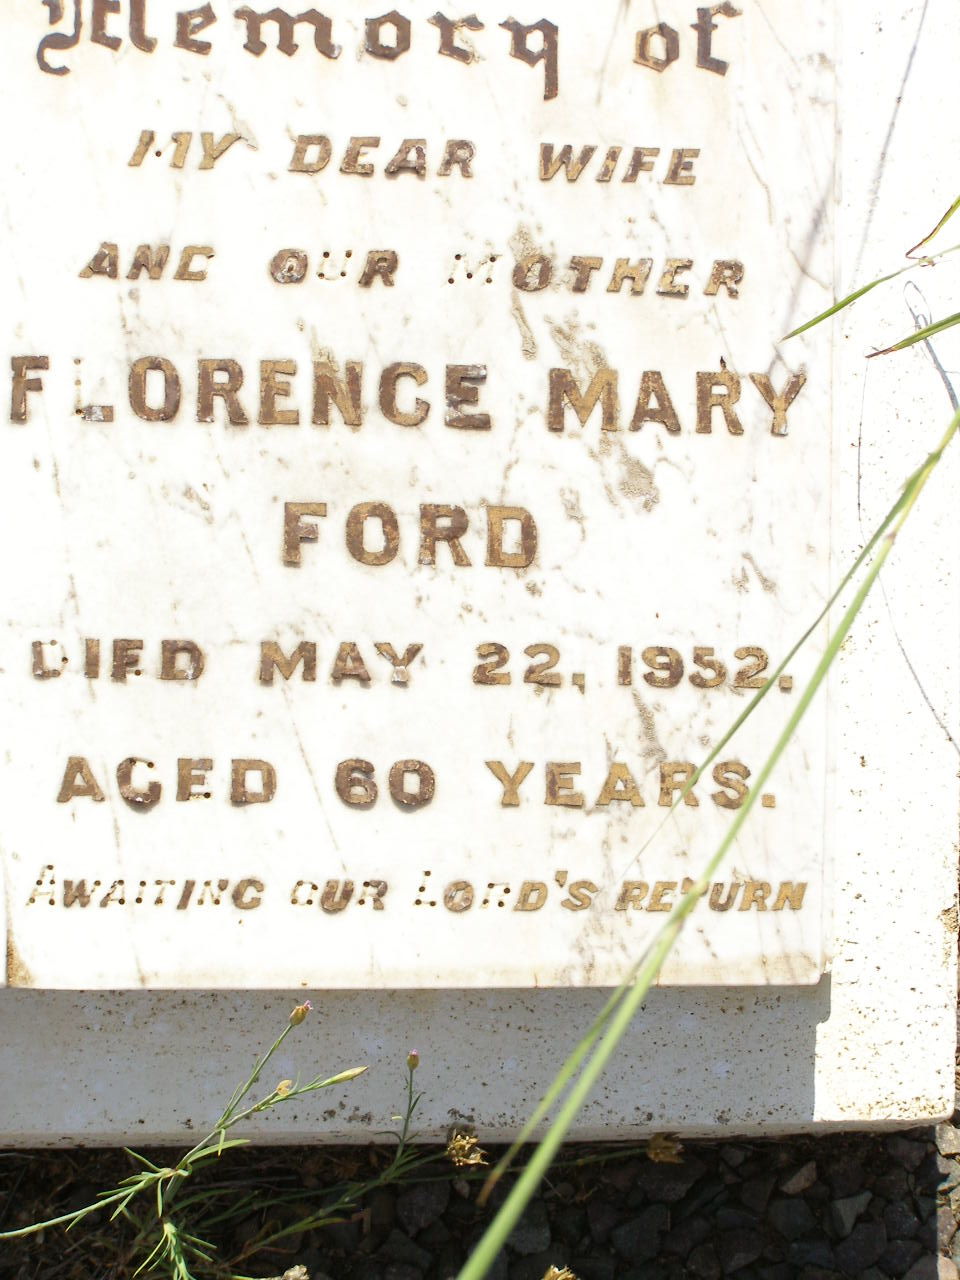 Memory of
MY DEAR WIFE
AND OUR MOTHER
FLORENCE MARY
FORD
DIED MAY 22, 1952.
AGED 60 YEARS.
AWAITING OUR LORD'S RETURN